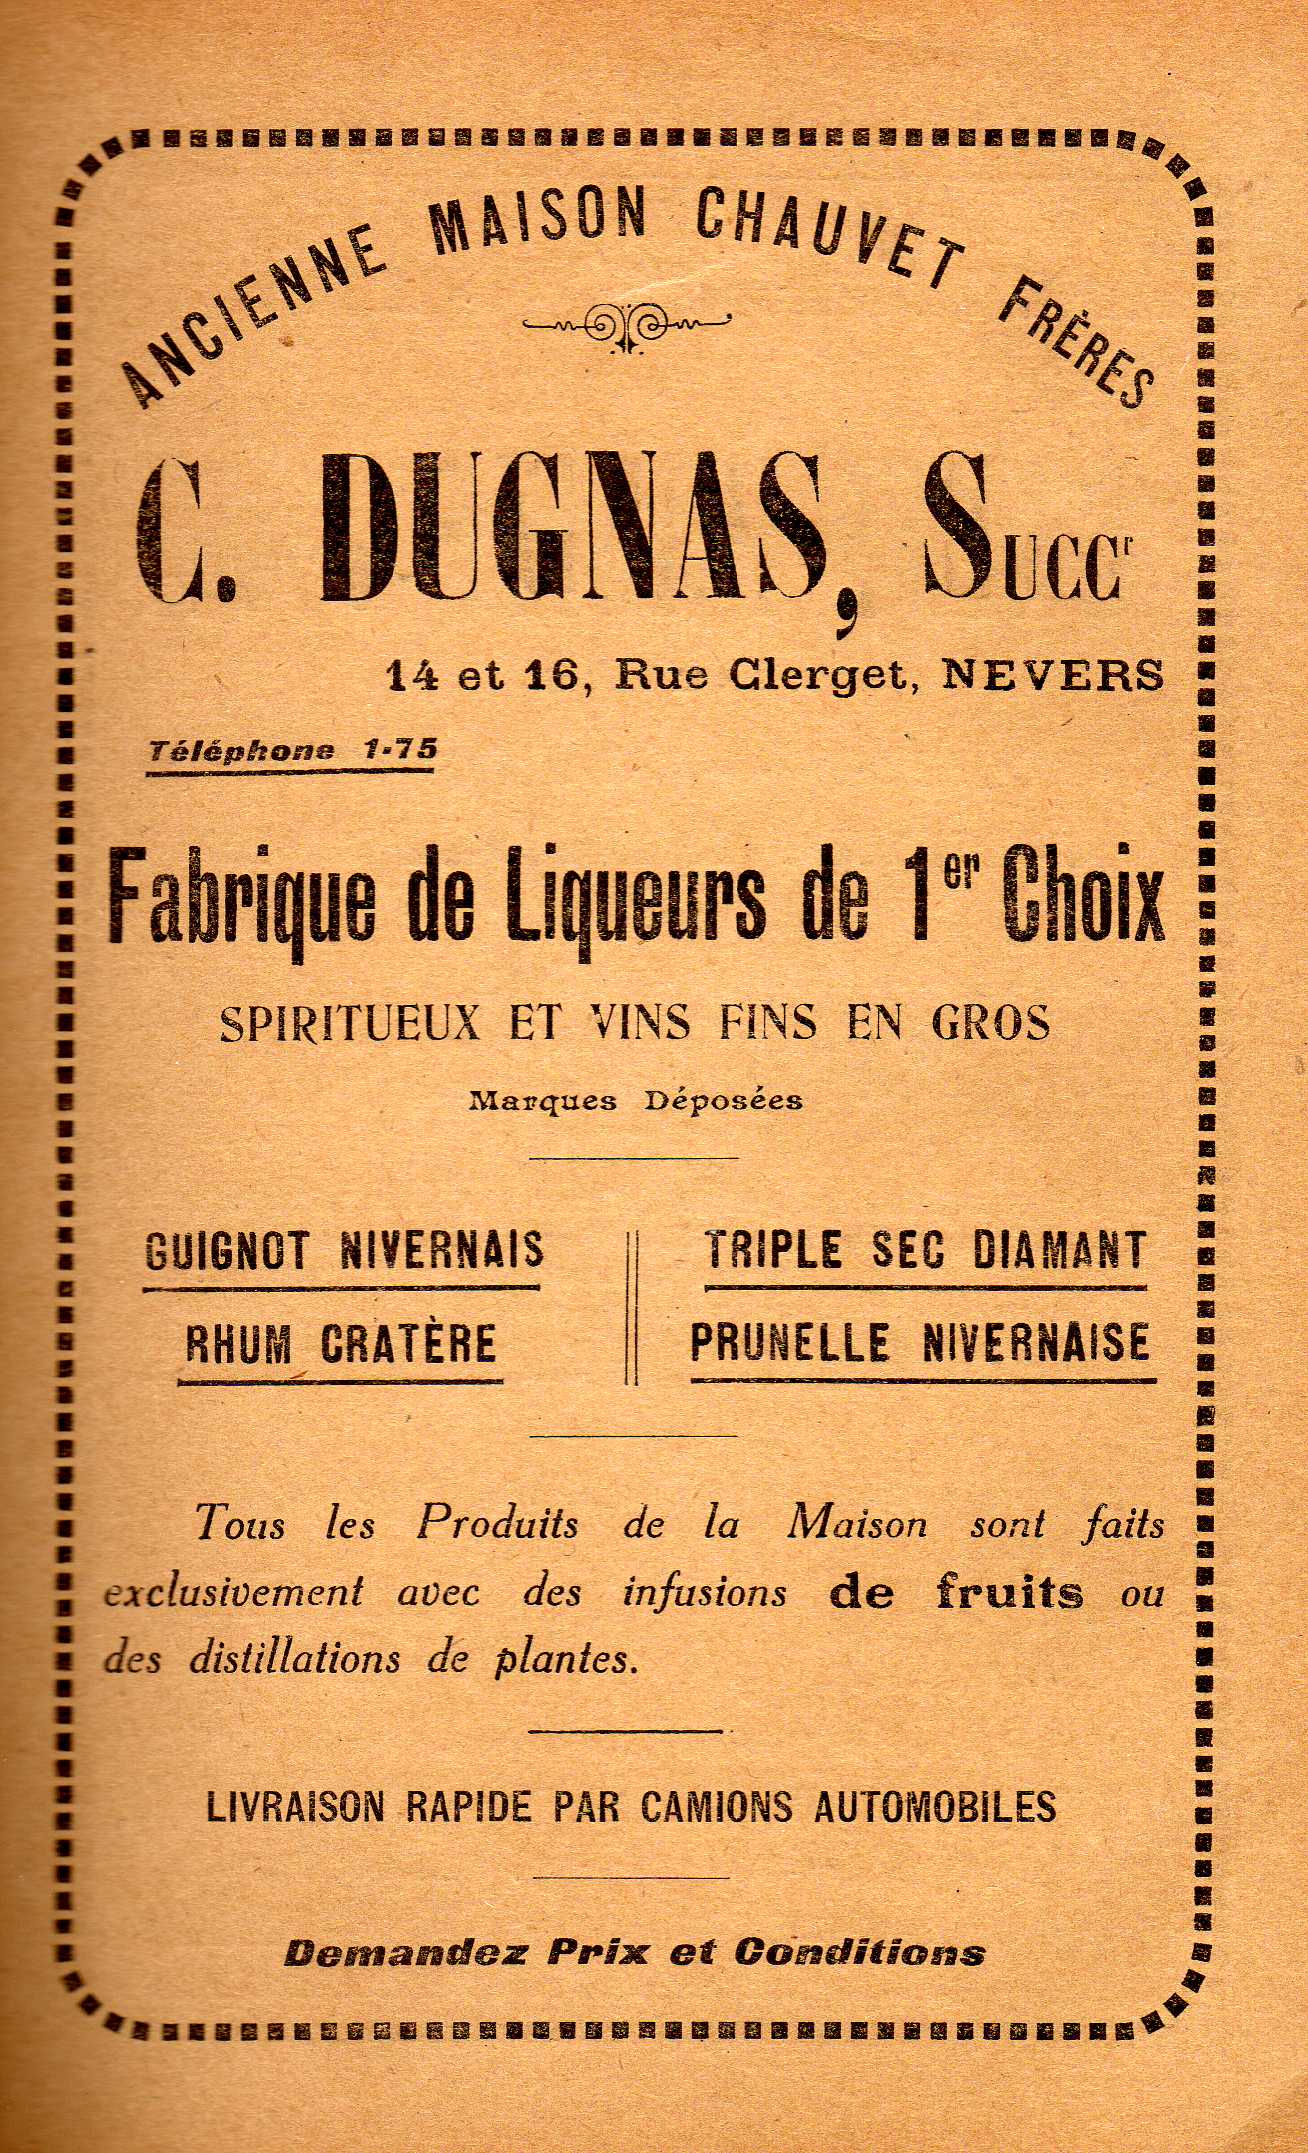 ANCIENNE MAISON CHAUVET FRÈRES
C. DUGNAS, Succr
14 et 16, Rue Clerget, NEVERS
Téléphone 1-75
Fabrique de Liqueurs de 1er Choix
SPIRITUEUX ET VINS FINS EN GROS
Marques Déposées
GUIGNOT NIVERNAIS
RHUM CRATÈRE
TRIPLE SEC DIAMANT
PRUNELLE NIVERNAISE
Tous les Produits de la Maison sont faits
exclusivement avec des infusions de fruits ou
des distillations de plantes.
LIVRAISON RAPIDE PAR CAMIONS AUTOMOBILES
Demandez Prix et Conditions